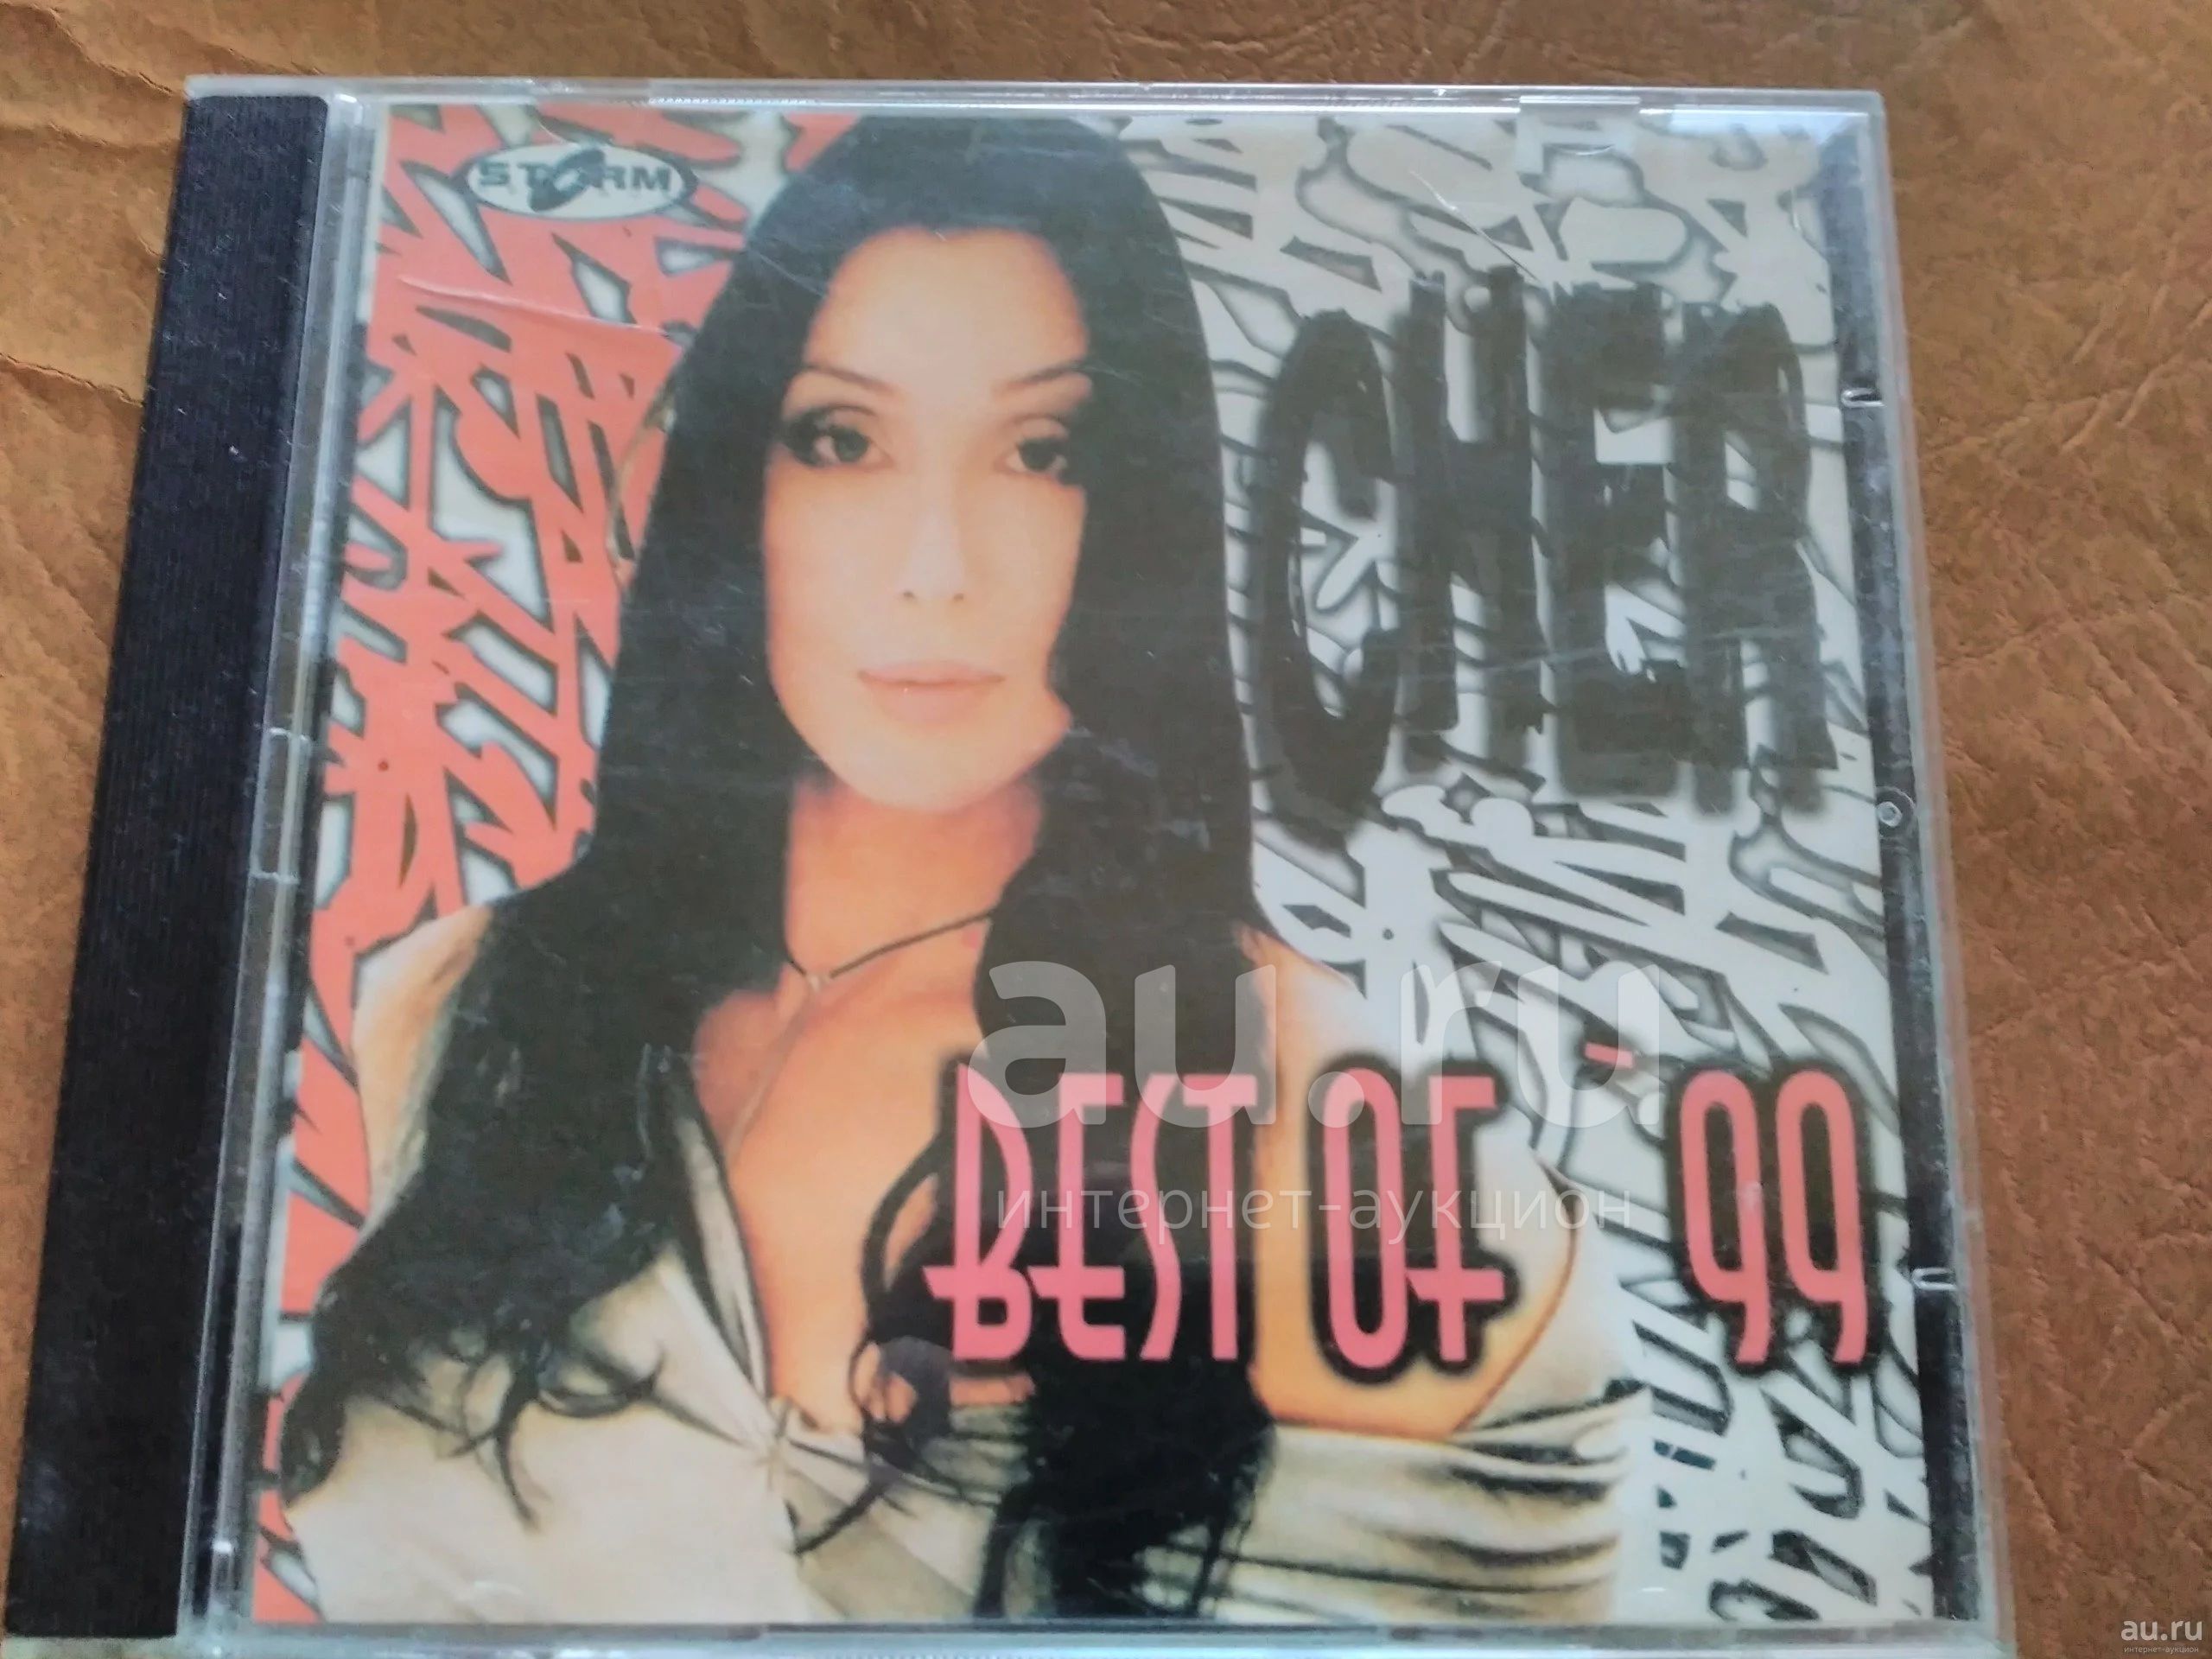 STORM
CHER
au.ru
BEST OF '99
интернет-аукцион
au.ru
интернет-аукцион